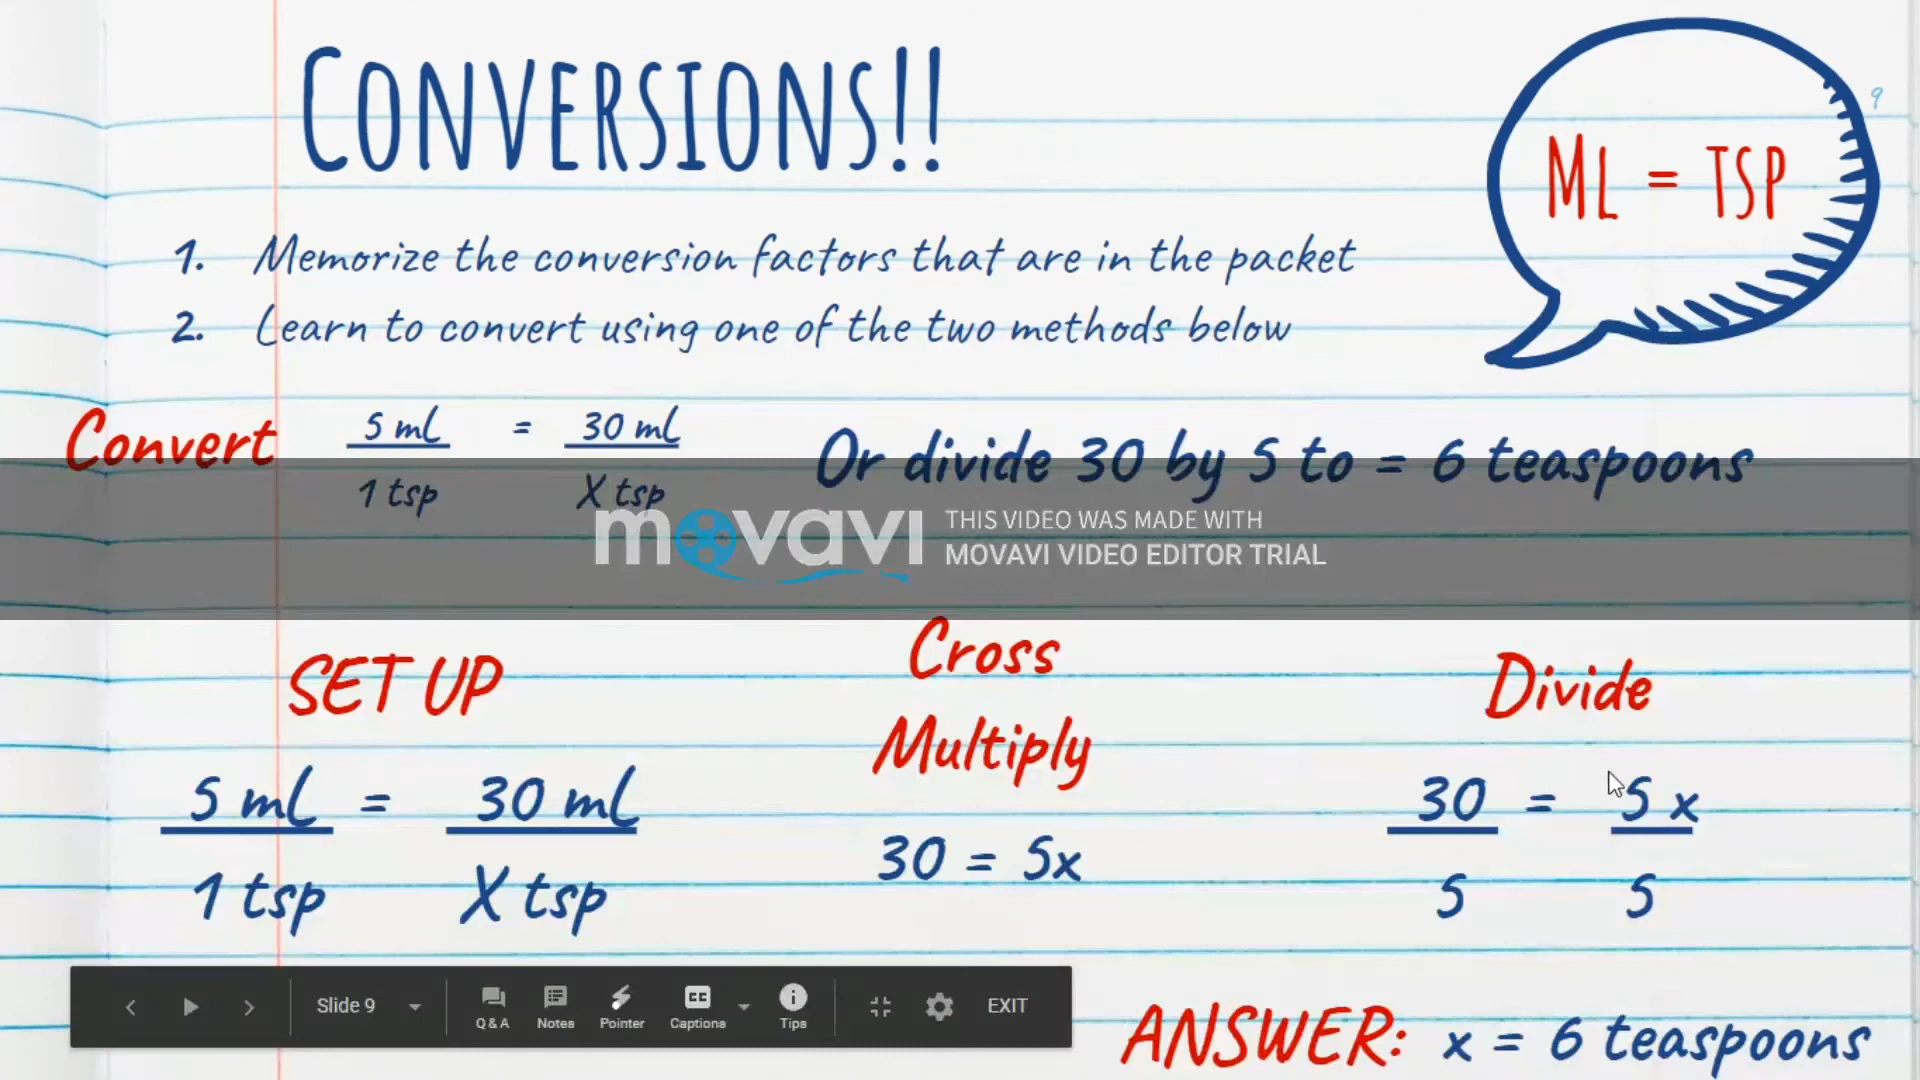 CONVERSIONS!!
9
ML = TSP
1. Memorize the conversion factors that are in the packet
2. Learn to convert using one of the two methods below
Convert
5 ml = 30 ml
1 tsp X tsp
Or divide 30 by 5 to = 6 teaspoons
movavi
THIS VIDEO WAS MADE WITH
MOVAVI VIDEO EDITOR TRIAL
SET UP
5 ml = 30 ml
1 tsp X tsp
Cross
Multiply
30 = 5x
Divide
30 = 5 x
5 5
Slide 9
Q & A
Notes
Pointer
CC
Captions
Tips
EXIT
ANSWER: x = 6 teaspoons